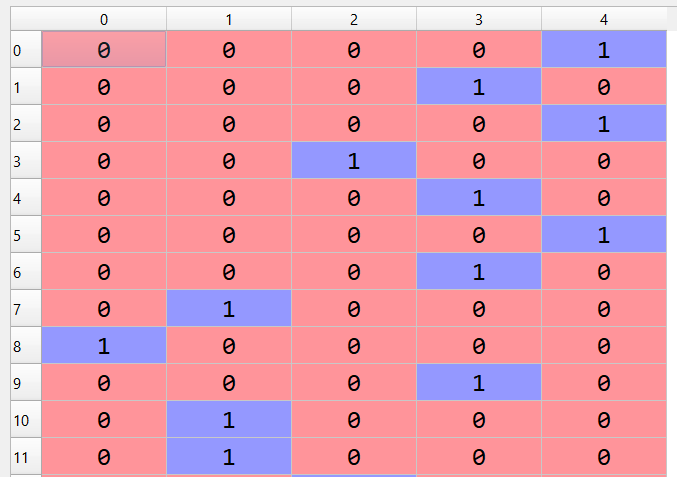 0 1 2 3 4
0 0 0 0 0 1
1 0 0 0 1 0
2 0 0 0 0 1
3 0 0 1 0 0
4 0 0 0 1 0
5 0 0 0 0 1
6 0 0 0 1 0
7 0 1 0 0 0
8 1 0 0 0 0
9 0 0 0 1 0
10 0 1 0 0 0
11 0 1 0 0 0